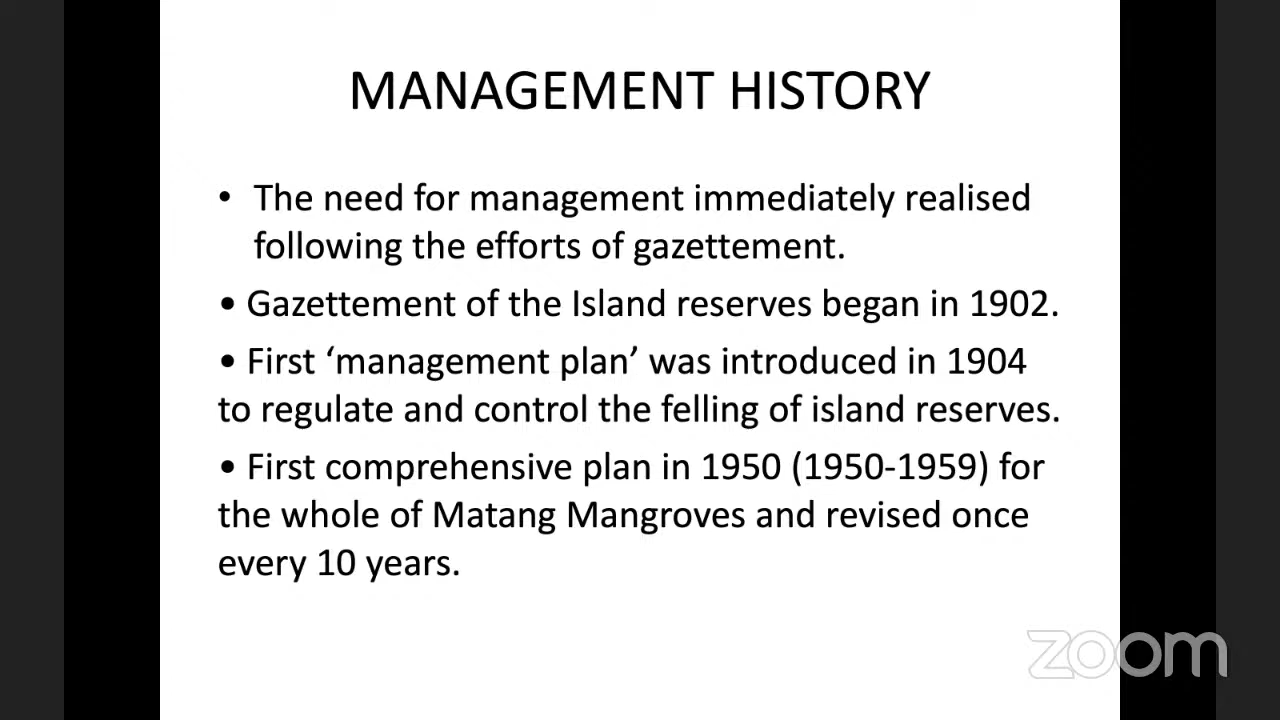 MANAGEMENT HISTORY
• The need for management immediately realised
following the efforts of gazettement.
• Gazettement of the Island reserves began in 1902.
• First ‘management plan’ was introduced in 1904
to regulate and control the felling of island reserves.
• First comprehensive plan in 1950 (1950-1959) for
the whole of Matang Mangroves and revised once
every 10 years.
zoom